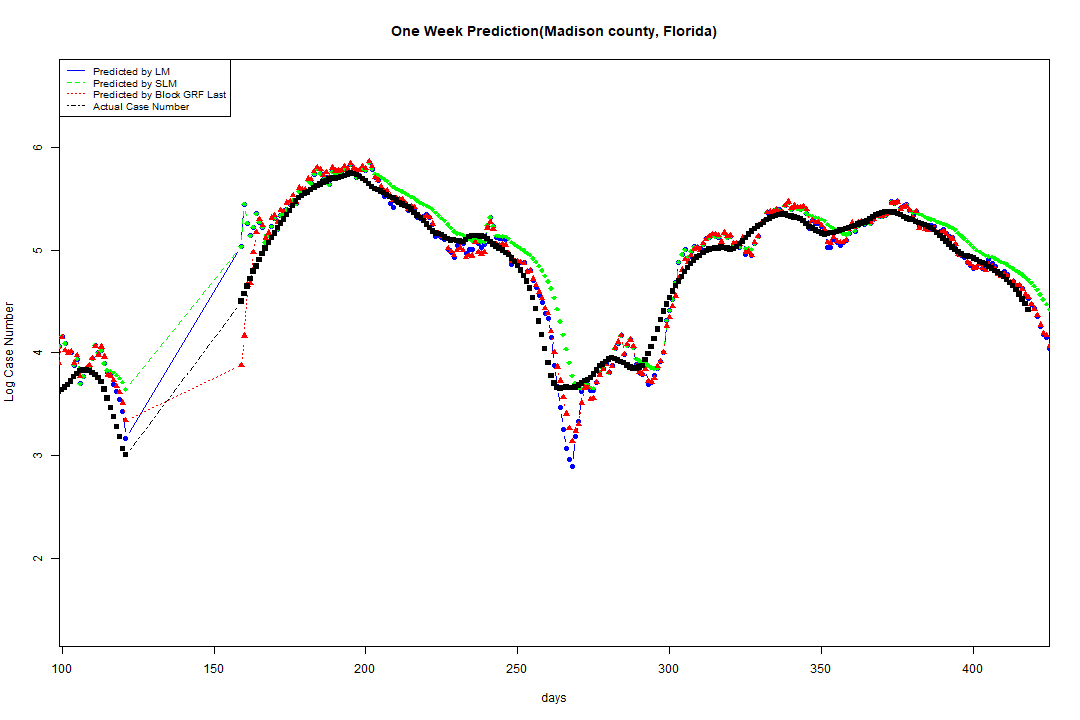 One Week Prediction(Madison county, Florida)
Predicted by LM
Predicted by SLM
Predicted by Block GRF Last
Actual Case Number
6
5
4
3
2
Log Case Number
100 150 200 250 300 350 400
days